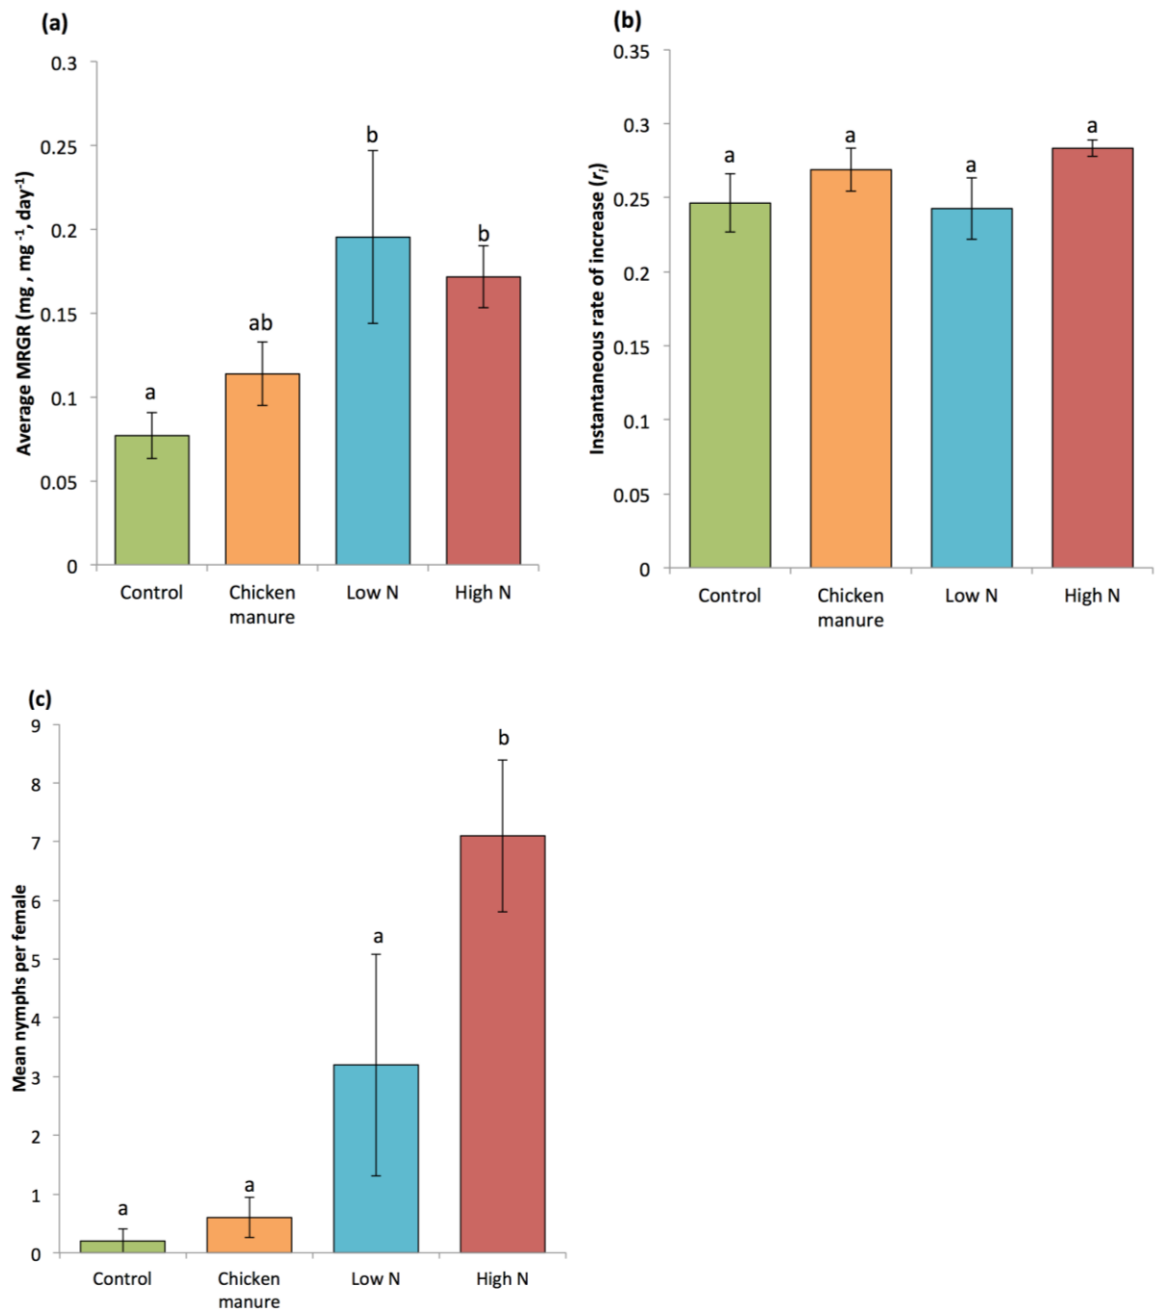 (a)
Average MRGR (mg , mg -1, day-1)
0.3
0.25
0.2
0.15
0.1
0.05
0
a
ab
b
b
Control
Chicken
manure
Low N
High N
(b)
Instantaneous rate of increase (ri)
0.35
0.3
0.25
0.2
0.15
0.1
0.05
0
a
a
a
a
Control
Chicken
manure
Low N
High N
(c)
Mean nymphs per female
9
8
7
6
5
4
3
2
1
0
a
a
a
b
Control
Chicken
manure
Low N
High N